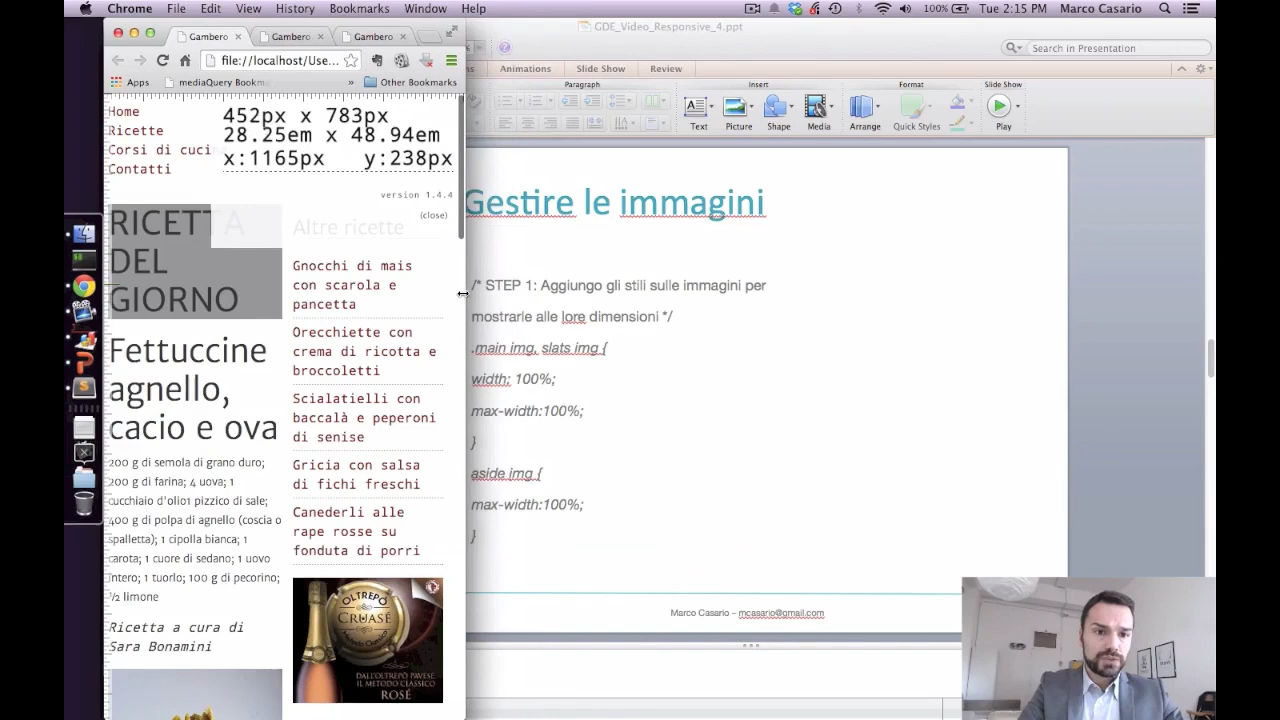 Chrome File Edit View History Bookmarks Window Help
100% Tue 2:15 PM Marco Casario
GDE_Video_Responsive_4.ppt
Gambero Gambero Gambero
Search in Presentation
file://localhost/Use...
Animations Slide Show Review
Apps mediaQuery Bookm » Other Bookmarks
Paragraph Insert Format Slide Show
Text Picture Shape Media Arrange Quick Styles Play
Home
Ricette
Corsi di cuci
Contatti
452px x 783px
28.25em x 48.94em
x:1165px y:238px
version 1.4.4
(close)
RICETTA
DEL
GIORNO
Fettuccine
agnello,
cacio e ova
200 g di semola di grano duro;
200 g di farina; 4 uova; 1
cucchiaio d'olio1 pizzico di sale;
400 g di polpa di agnello (coscia o
spalletta); 1 cipolla bianca; 1
carota; 1 cuore di sedano; 1 uovo
intero; 1 tuorlo; 100 g di pecorino;
½ limone
Ricetta a cura di
Sara Bonamini
Altre ricette
Gnocchi di mais
con scarola e
pancetta
Orecchiette con
crema di ricotta e
broccoletti
Scialatielli con
baccalà e peperoni
di senise
Gricia con salsa
di fichi freschi
Canederli alle
rape rosse su
fonduta di porri
OLTREPÒ
CRUASÉ
DALL'OLTREPÒ PAVESE
IL METODO CLASSICO
ROSÉ
Gestire le immagini
/* STEP 1: Aggiungo gli stili sulle immagini per
mostrarle alle lore dimensioni */
.main img, slats img {
width: 100%;
max-width:100%;
}
aside img {
max-width:100%;
}
Marco Casario – mcasario@gmail.com